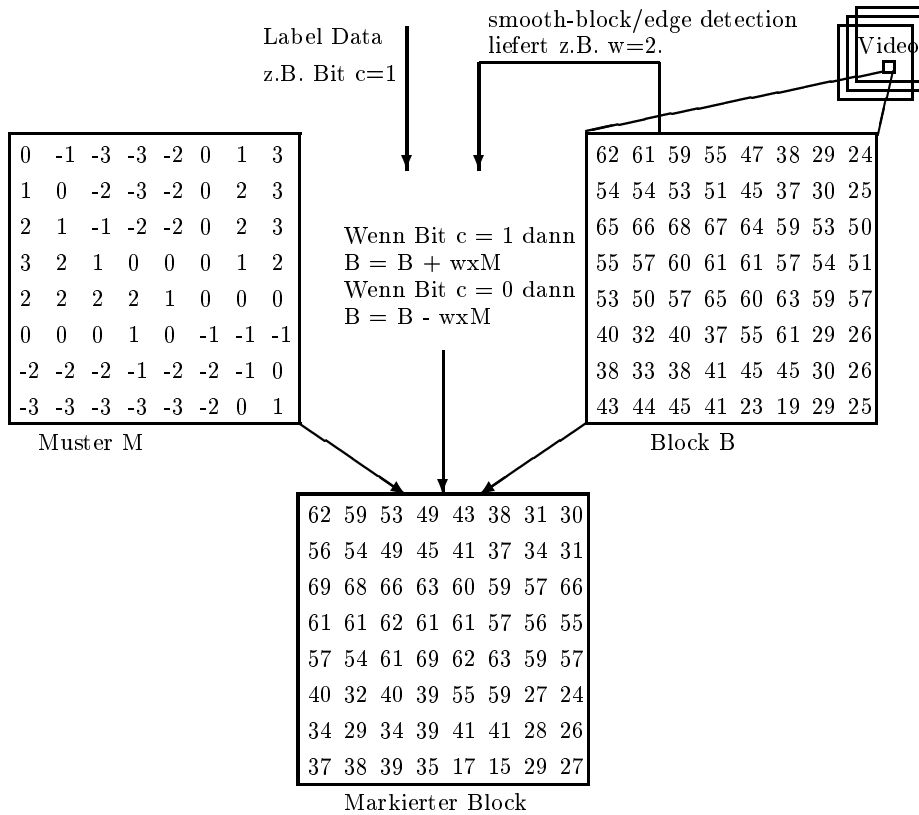 Label Data
z.B. Bit c=1
smooth-block/edge detection
liefert z.B. w=2.
Video
0 -1 -3 -3 -2 0 1 3
1 0 -2 -3 -2 0 2 3
2 1 -1 -2 -2 0 2 3
3 2 1 0 0 0 1 2
2 2 2 2 1 0 0 0
0 0 0 1 0 -1 -1 -1
-2 -2 -2 -1 -2 -2 -1 0
-3 -3 -3 -3 -3 -2 0 1
Muster M
Wenn Bit c = 1 dann
B = B + wxM
Wenn Bit c = 0 dann
B = B - wxM
62 61 59 55 47 38 29 24
54 54 53 51 45 37 30 25
65 66 68 67 64 59 53 50
55 57 60 61 61 57 54 51
53 50 57 65 60 63 59 57
40 32 40 37 55 61 29 26
38 33 38 41 45 45 30 26
43 44 45 41 23 19 29 25
Block B
62 59 53 49 43 38 31 30
56 54 49 45 41 37 34 31
69 68 66 63 60 59 57 66
61 61 62 61 61 57 56 55
57 54 61 69 62 63 59 57
40 32 40 39 55 59 27 24
34 29 34 39 41 41 28 26
37 38 39 35 17 15 29 27
Markierter Block